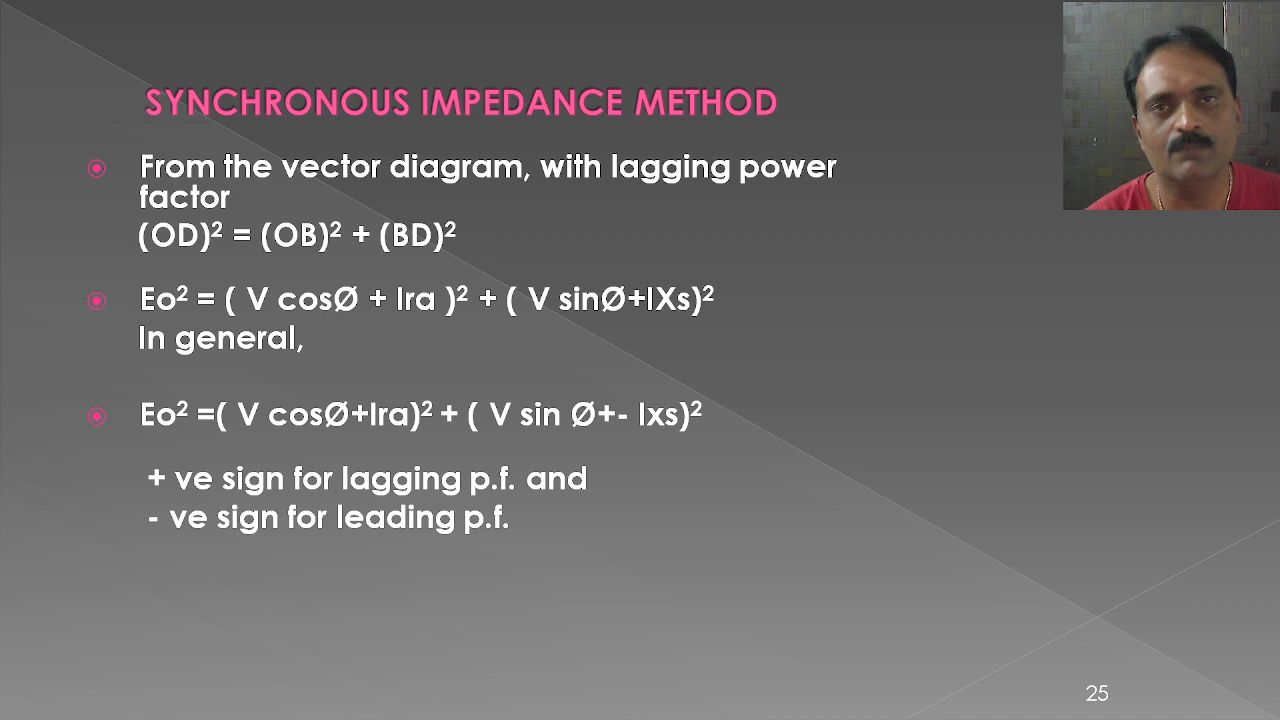 SYNCHRONOUS IMPEDANCE METHOD
From the vector diagram, with lagging power
factor
(OD)² = (OB)² + (BD)²
Eo² = ( V cosØ + Ira )² + ( V sinØ+IXs)²
In general,
Eo² =( V cosØ+Ira)² + ( V sin Ø+- Ixs)²
+ ve sign for lagging p.f. and
- ve sign for leading p.f.
25